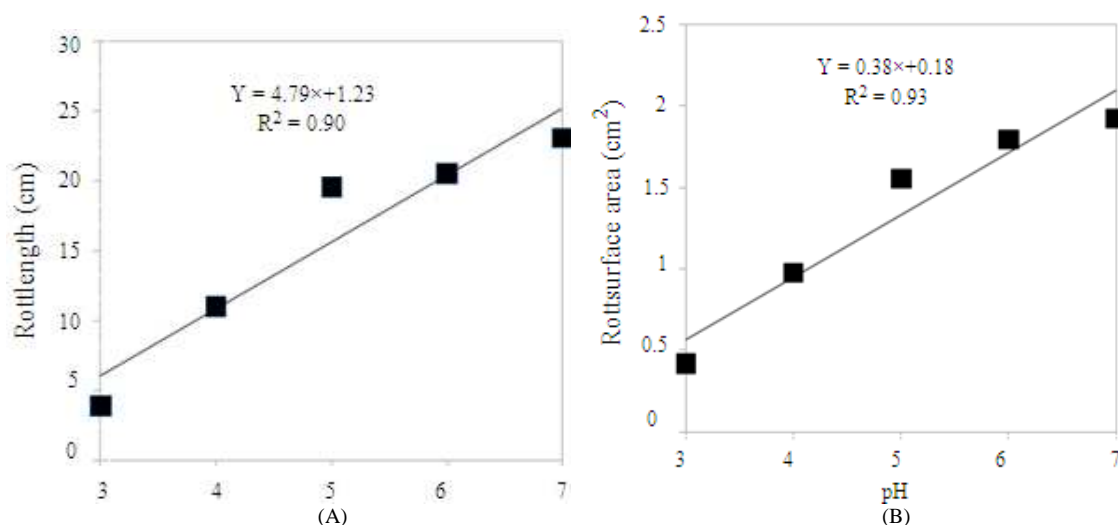 30
25
20
15
10
5
0
Rottlength (cm)
Y = 4.79×+1.23
R² = 0.90
3 4 5 6 7
(A)
2.5
2
1.5
1
0.5
0
Rottsurface area (cm²)
Y = 0.38×+0.18
R² = 0.93
3 4 5 6 7
pH
(B)